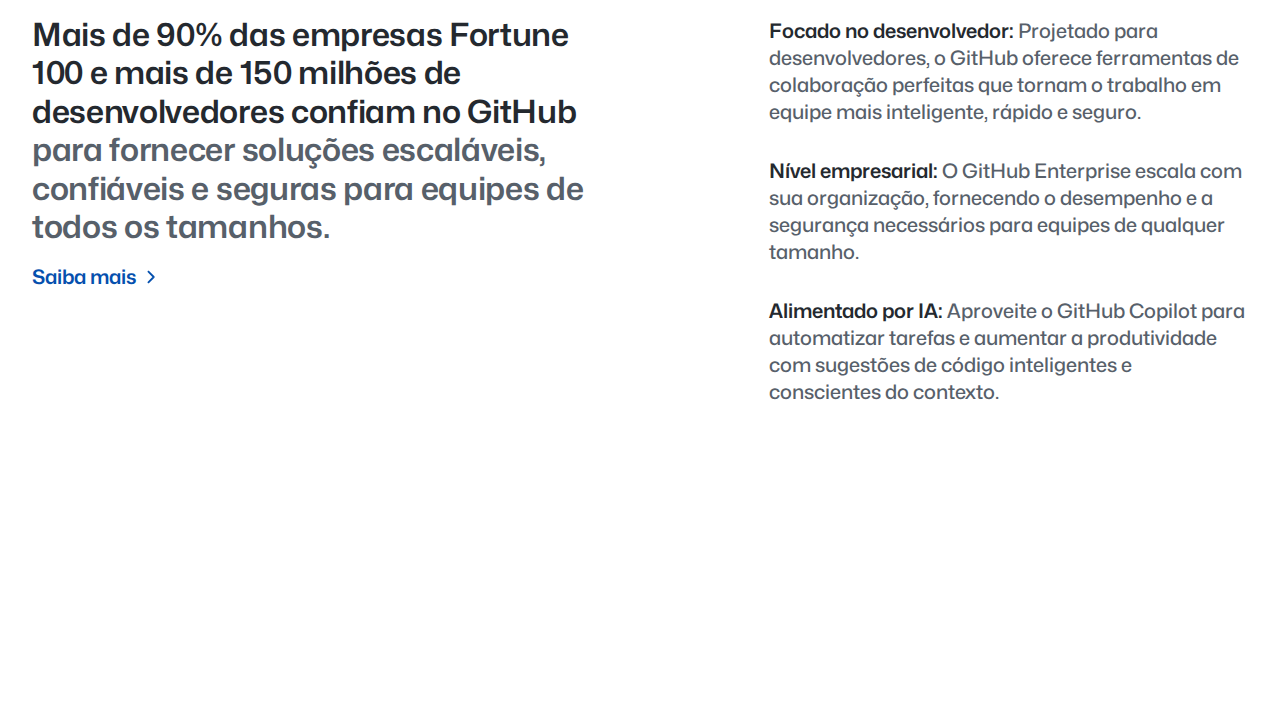 Mais de 90% das empresas Fortune
100 e mais de 150 milhões de
desenvolvedores confiam no GitHub
para fornecer soluções escaláveis,
confiáveis e seguras para equipes de
todos os tamanhos.
Saiba mais
Focado no desenvolvedor: Projetado para
desenvolvedores, o GitHub oferece ferramentas de
colaboração perfeitas que tornam o trabalho em
equipe mais inteligente, rápido e seguro.
Nível empresarial: O GitHub Enterprise escala com
sua organização, fornecendo o desempenho e a
segurança necessários para equipes de qualquer
tamanho.
Alimentado por IA: Aproveite o GitHub Copilot para
automatizar tarefas e aumentar a produtividade
com sugestões de código inteligentes e
conscientes do contexto.